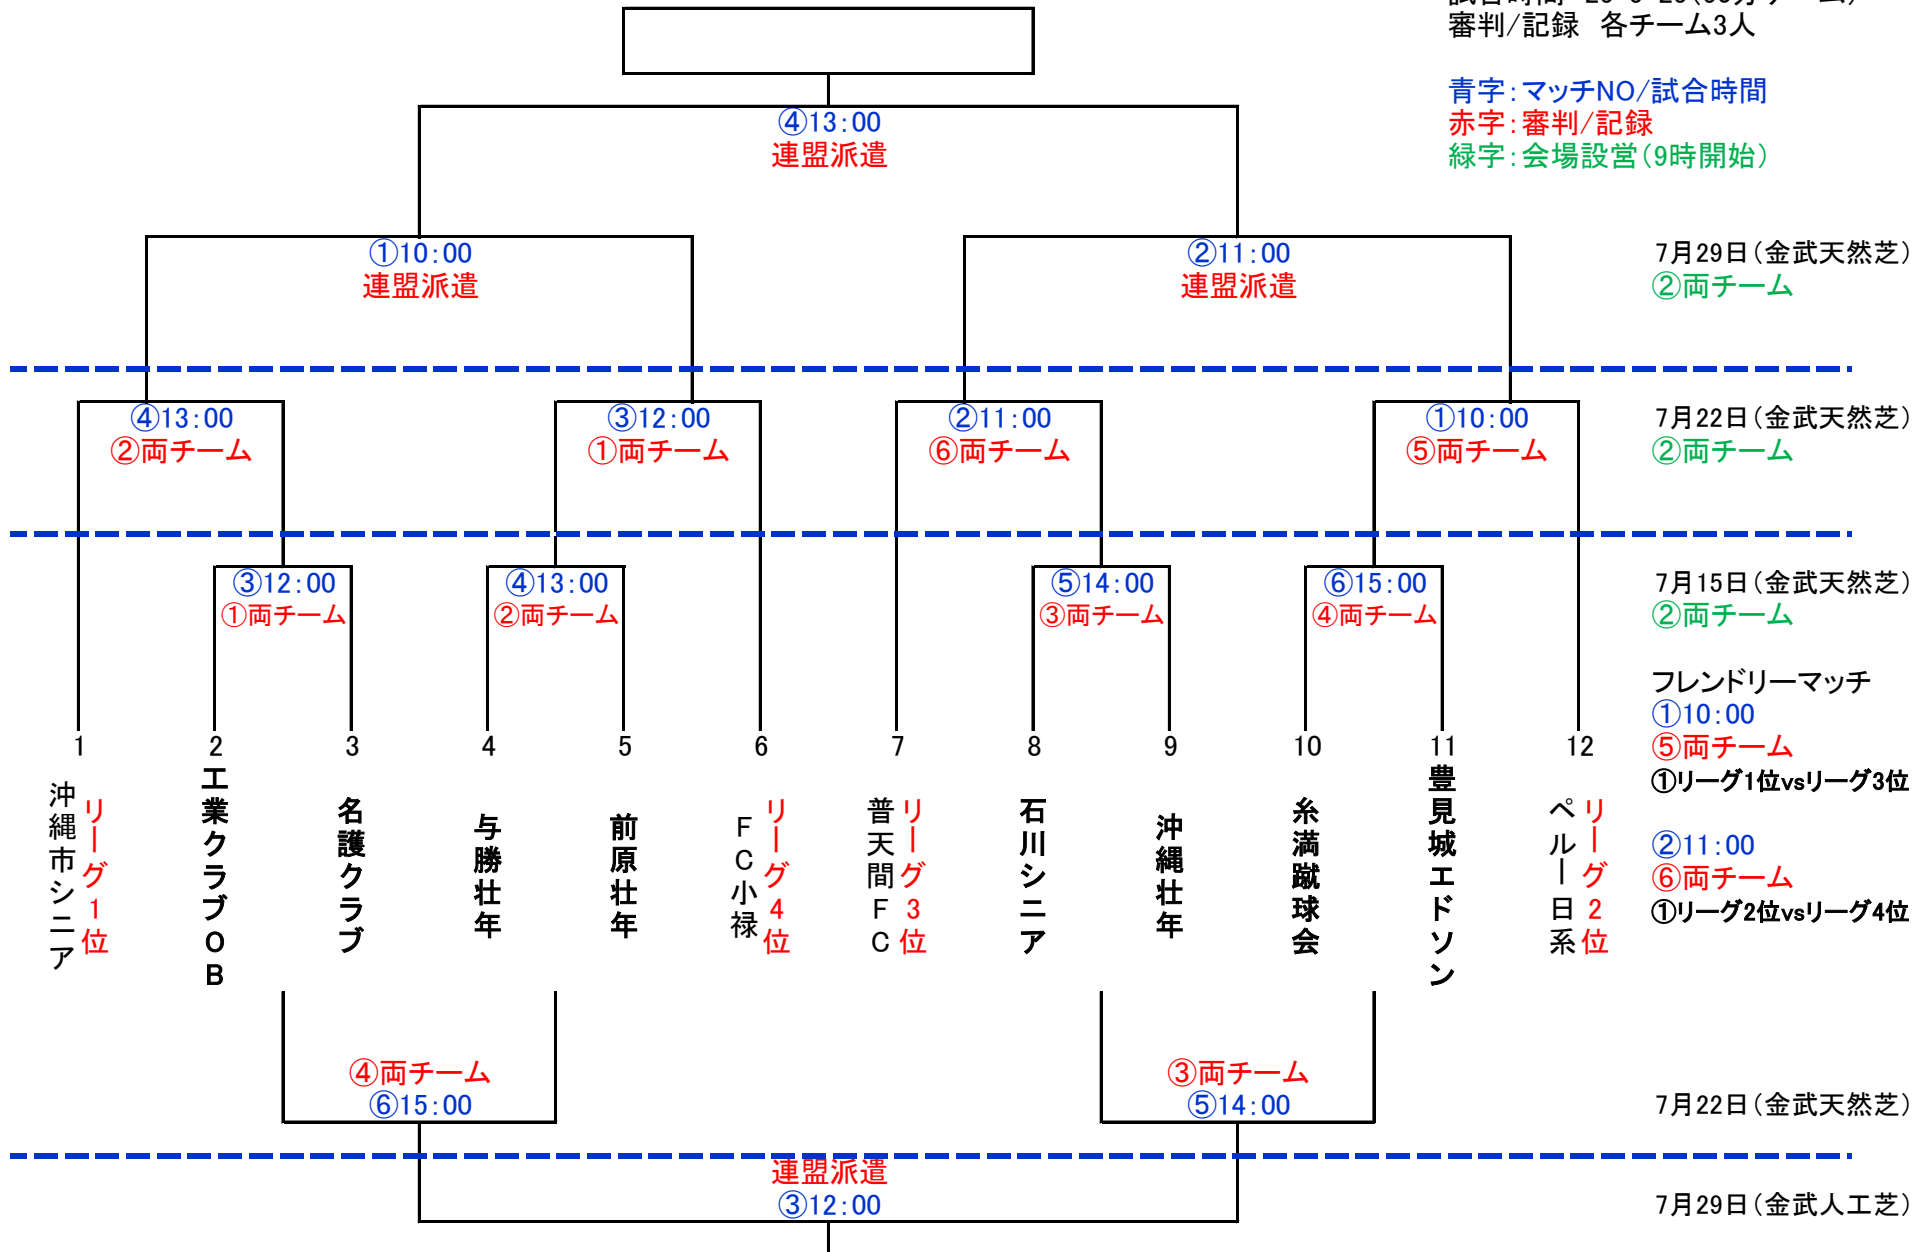 審判/記録　各チーム3人
青字：マッチNO/試合時間
赤字：審判/記録
緑字：会場設営（9時開始）
④13：00
連盟派遣
①10：00
連盟派遣
②11：00
連盟派遣
7月29日（金武天然芝）
②両チーム
④13：00
②両チーム
③12：00
①両チーム
②11：00
⑥両チーム
①10：00
⑤両チーム
7月22日（金武天然芝）
②両チーム
③12：00
①両チーム
④13：00
②両チーム
⑤14：00
③両チーム
⑥15：00
④両チーム
7月15日（金武天然芝）
②両チーム
フレンドリーマッチ
①10：00
⑤両チーム
①リーグ1位vsリーグ3位
②11：00
⑥両チーム
①リーグ2位vsリーグ4位
1
2
3
4
5
6
7
8
9
10
11
12
沖縄市シニア
リーグ1位
工業クラブOB
名護クラブ
与勝壮年
前原壮年
FC小禄
リーグ4位
普天間FC
リーグ3位
石川シニア
沖縄壮年
糸満蹴球会
豊見城エドソン
ペルー日系
リーグ2位
④両チーム
⑥15：00
③両チーム
⑤14：00
7月22日（金武天然芝）
連盟派遣
③12：00
7月29日（金武人工芝）